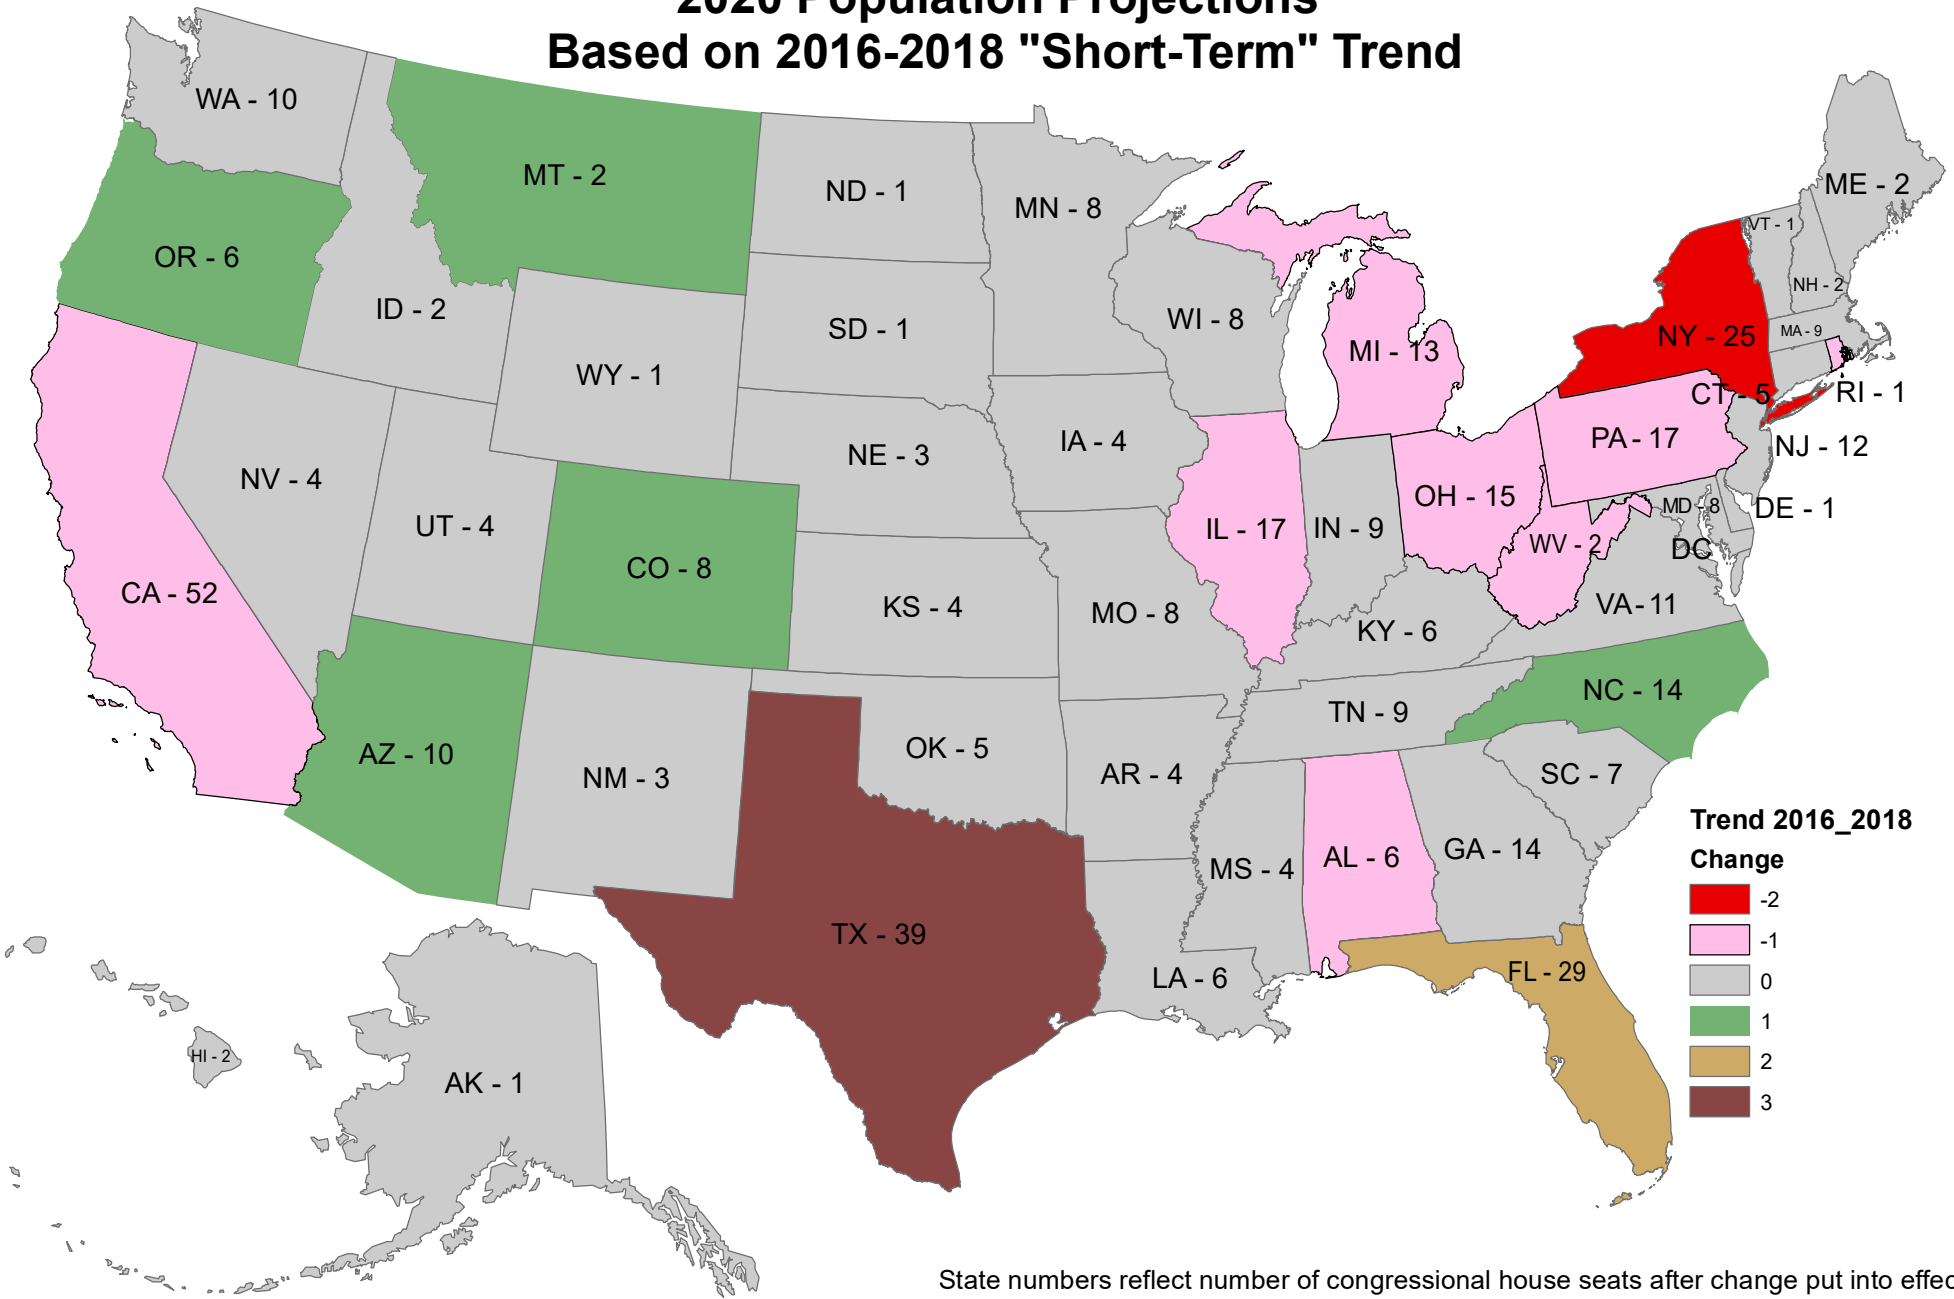 2020 Population Projections
Based on 2016-2018 "Short-Term" Trend
WA - 10
MT - 2
ND - 1
MN - 8
ME - 2
VT - 1
OR - 6
ID - 2
NH - 2
SD - 1
WI - 8
MA - 9
NY - 25
MI - 13
WY - 1
CT - 5
RI - 1
NE - 3
IA - 4
PA - 17
NJ - 12
NV - 4
UT - 4
OH - 15
IL - 17
IN - 9
MD - 8
DE - 1
WV - 2
DC
CO - 8
CA - 52
KS - 4
MO - 8
VA - 11
KY - 6
NC - 14
TN - 9
AZ - 10
OK - 5
NM - 3
AR - 4
SC - 7
Trend 2016_2018
Change
-2
-1
0
1
2
3
GA - 14
AL - 6
MS - 4
TX - 39
LA - 6
FL - 29
HI - 2
AK - 1
State numbers reflect number of congressional house seats after change put into effec